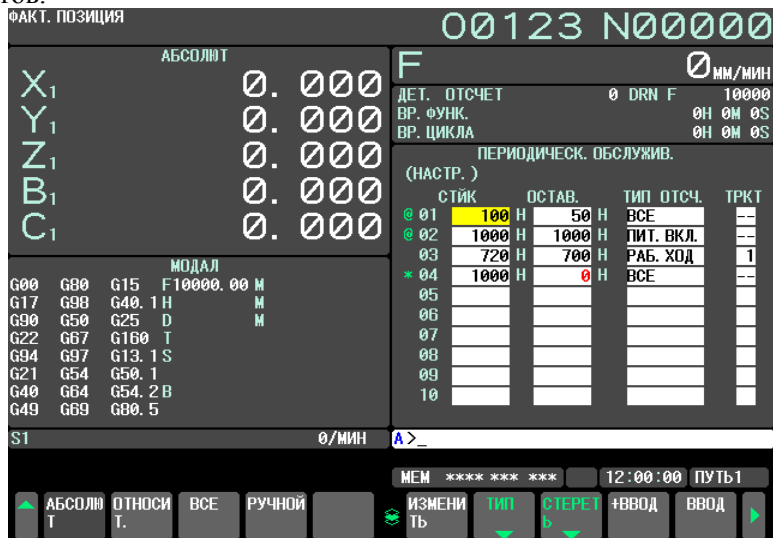 тов.
ФАКТ. ПОЗИЦИЯ
O0123 N00000
АБСОЛЮТ
X1 0. 000
Y1 0. 000
Z1 0. 000
B1 0. 000
C1 0. 000
F 0 мм/мин
ДЕТ. ОТСЧЕТ 0 DRN F 10000
ВР. ФУНК. 0H 0M 0S
ВР. ЦИКЛА 0H 0M 0S
МОДАЛ
G00 G80 G15 F10000. 00 M
G17 G98 G40. 1 H M
G90 G50 G25 D M
G22 G67 G160 T
G94 G97 G13. 1 S
G21 G54 G50. 1
G40 G64 G54. 2 B
G49 G69 G80. 5
S1 0/МИН
ПЕРИОДИЧЕСК. ОБСЛУЖИВ.
(НАСТР. )
СТЙК ОСТАВ. ТИП ОТСЧ. ТРКТ
@ 01 100 H 50 H ВСЕ --
@ 02 1000 H 1000 H ПИТ. ВКЛ. --
03 720 H 700 H РАБ. ХОД 1
* 04 1000 H 0 H ВСЕ --
05
06
07
08
09
10
A >_
MEM **** *** *** 12:00:00 ПУТЬ1
АБСОЛЮ
Т
ОТНОСИ
Т.
ВСЕ
РУЧНОЙ
ИЗМЕНИ
ТЬ
ТИП
СТЕРЕТ
Ь
+ВВОД
ВВОД